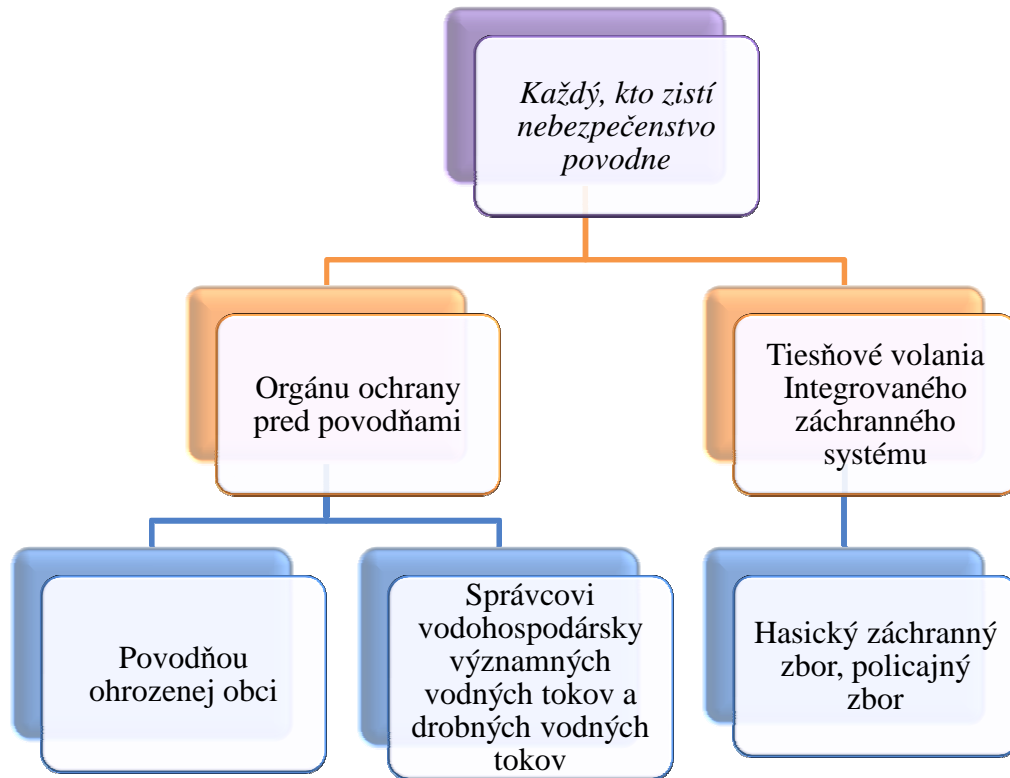 Každý, kto zistí
nebezpečenstvo
povodne
Orgánu ochrany
pred povodňami
Tiesňové volania
Integrovaného
záchranného
systému
Povodňou
ohrozenej obci
Správcovi
vodohospodársky
významných
vodných tokov a
drobných vodných
tokov
Hasický záchranný
zbor, policajný
zbor